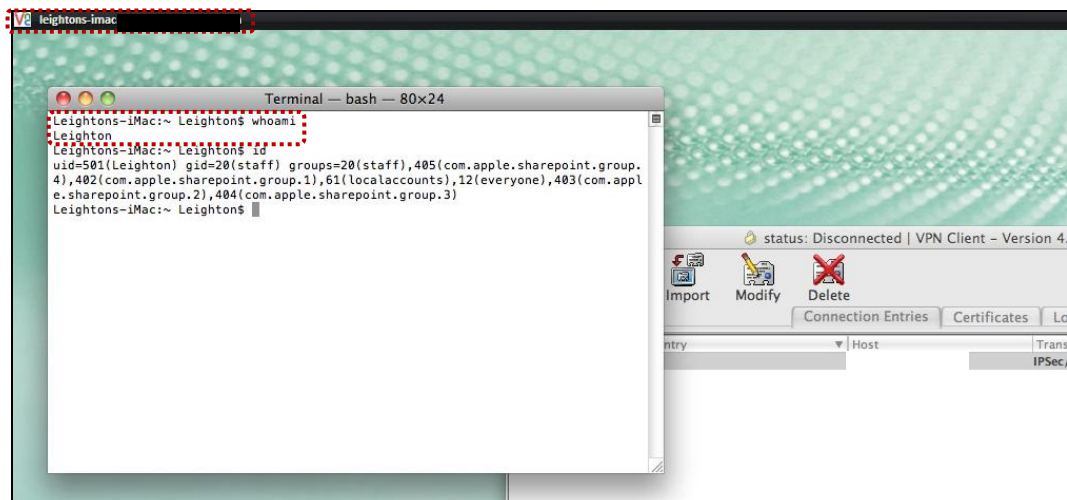 leightons-imac
Terminal — bash — 80×24
Leightons-iMac:~ Leighton$ whoami
Leighton
Leightons-iMac:~ Leighton$ id
uid=501(Leighton) gid=20(staff) groups=20(staff),405(com.apple.sharepoint.group.
4),402(com.apple.sharepoint.group.1),61(localaccounts),12(everyone),403(com.appl
e.sharepoint.group.2),404(com.apple.sharepoint.group.3)
Leightons-iMac:~ Leighton$
status: Disconnected | VPN Client – Version 4.
Import Modify Delete
Connection Entries Certificates Lo
ntry Host Trans
IPSec/